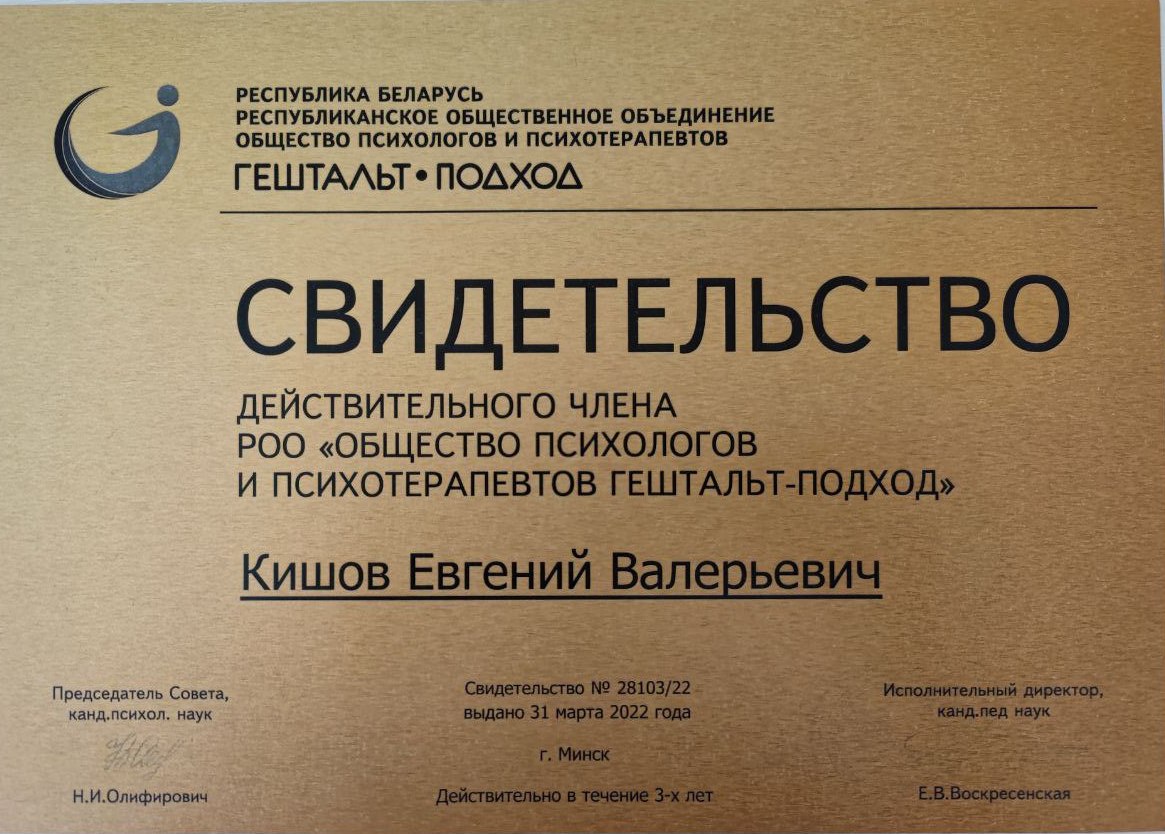 РЕСПУБЛИКА БЕЛАРУСЬ
РЕСПУБЛИКАНСКОЕ ОБЩЕСТВЕННОЕ ОБЪЕДИНЕНИЕ
ОБЩЕСТВО ПСИХОЛОГОВ И ПСИХОТЕРАПЕВТОВ
ГЕШТАЛЬТ•ПОДХОД
СВИДЕТЕЛЬСТВО
ДЕЙСТВИТЕЛЬНОГО ЧЛЕНА
РОО «ОБЩЕСТВО ПСИХОЛОГОВ
И ПСИХОТЕРАПЕВТОВ ГЕШТАЛЬТ-ПОДХОД»
Кишов Евгений Валерьевич
Председатель Совета,
канд.психол. наук
Н.И.Олифирович
Свидетельство № 28103/22
выдано 31 марта 2022 года
г. Минск
Действительно в течение 3-х лет
Исполнительный директор,
канд.пед наук
Е.В.Воскресенская